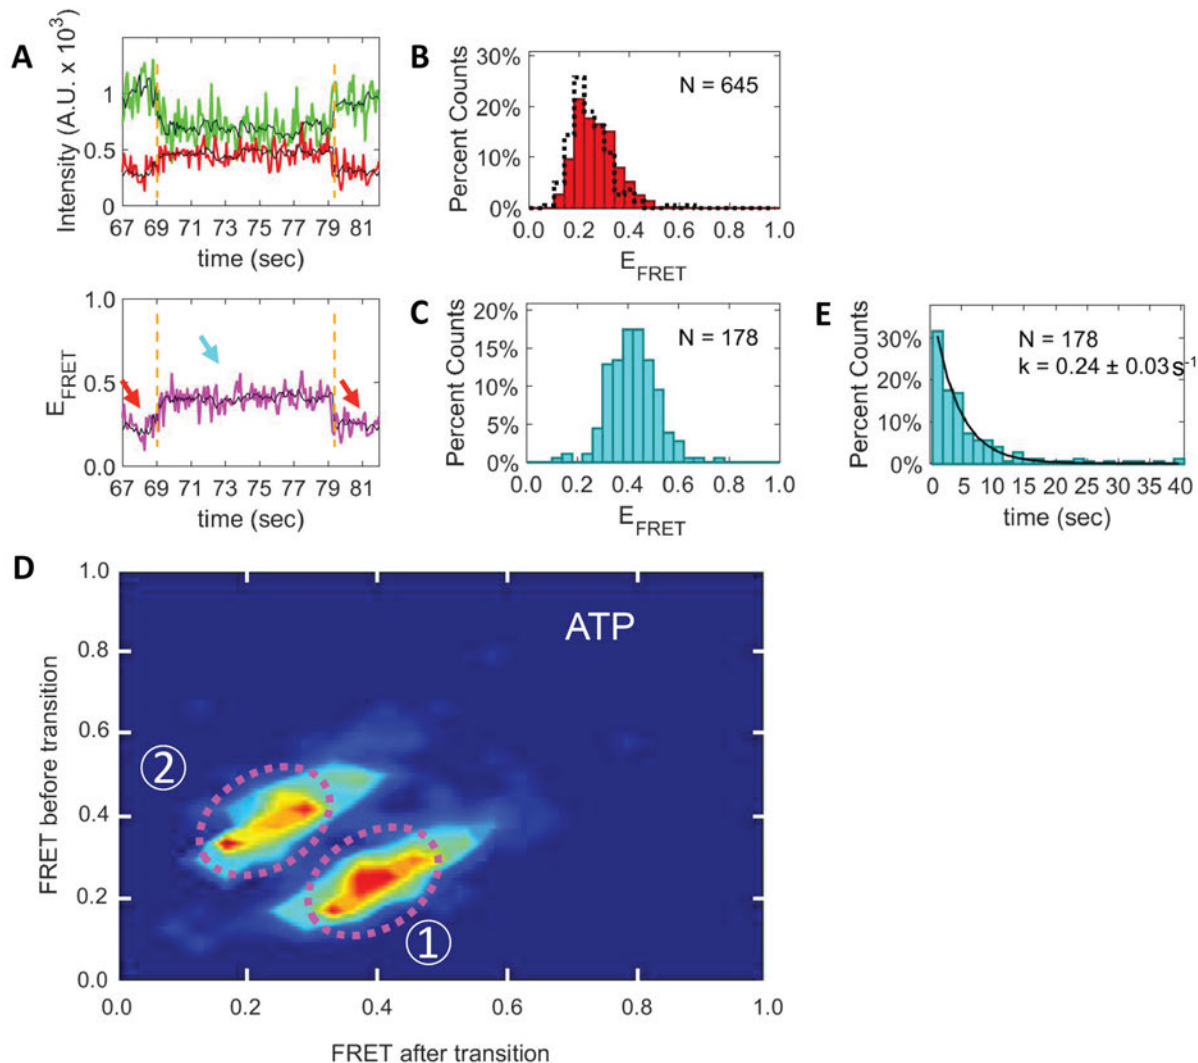 A
Intensity (A.U. x 10³)
1
0.5
0
67 69 71 73 75 77 79 81
time (sec)
E_FRET
1.0
0.5
0.0
67 69 71 73 75 77 79 81
time (sec)
B
Percent Counts
30%
20%
10%
0%
N = 645
0.0 0.2 0.4 0.6 0.8 1.0
E_FRET
C
Percent Counts
20%
15%
10%
5%
0%
N = 178
0.0 0.2 0.4 0.6 0.8 1.0
E_FRET
E
Percent Counts
30%
20%
10%
0%
N = 178
k = 0.24 ± 0.03 s⁻¹
0 5 10 15 20 25 30 35 40
time (sec)
D
FRET before transition
1.0
0.8
0.6
0.4
0.2
0.0
ATP
②
①
0.0 0.2 0.4 0.6 0.8 1.0
FRET after transition